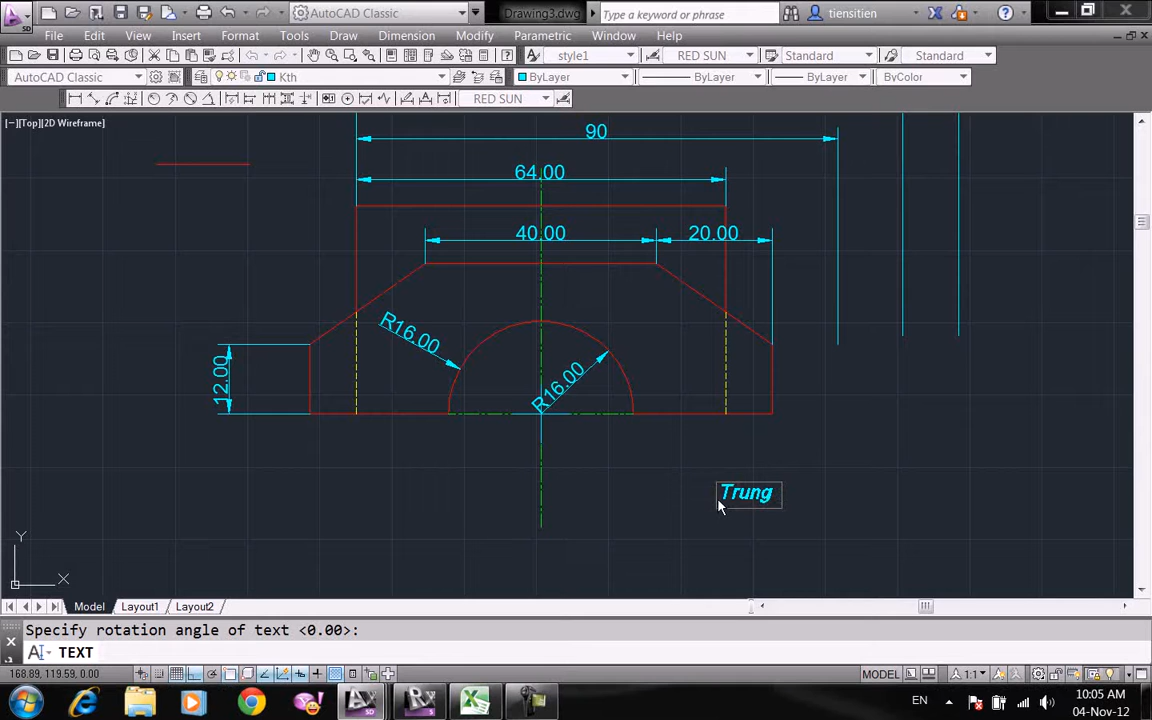 AutoCAD Classic
Drawing3.dwg
Type a keyword or phrase
tiensitien
SD
File Edit View Insert Format Tools Draw Dimension Modify Parametric Window Help
style1 RED SUN Standard Standard
AutoCAD Classic Kth ByLayer ByLayer ByLayer ByColor
RED SUN
[−][Top][2D Wireframe]
90
64.00
40.00 20.00
R16.00
12.00
R16.00
Trung
Y
X
Model Layout1 Layout2
Specify rotation angle of text <0.00>:
TEXT
168.89, 119.59, 0.00 MODEL 1:1
EN
10:05 AM
04-Nov-12